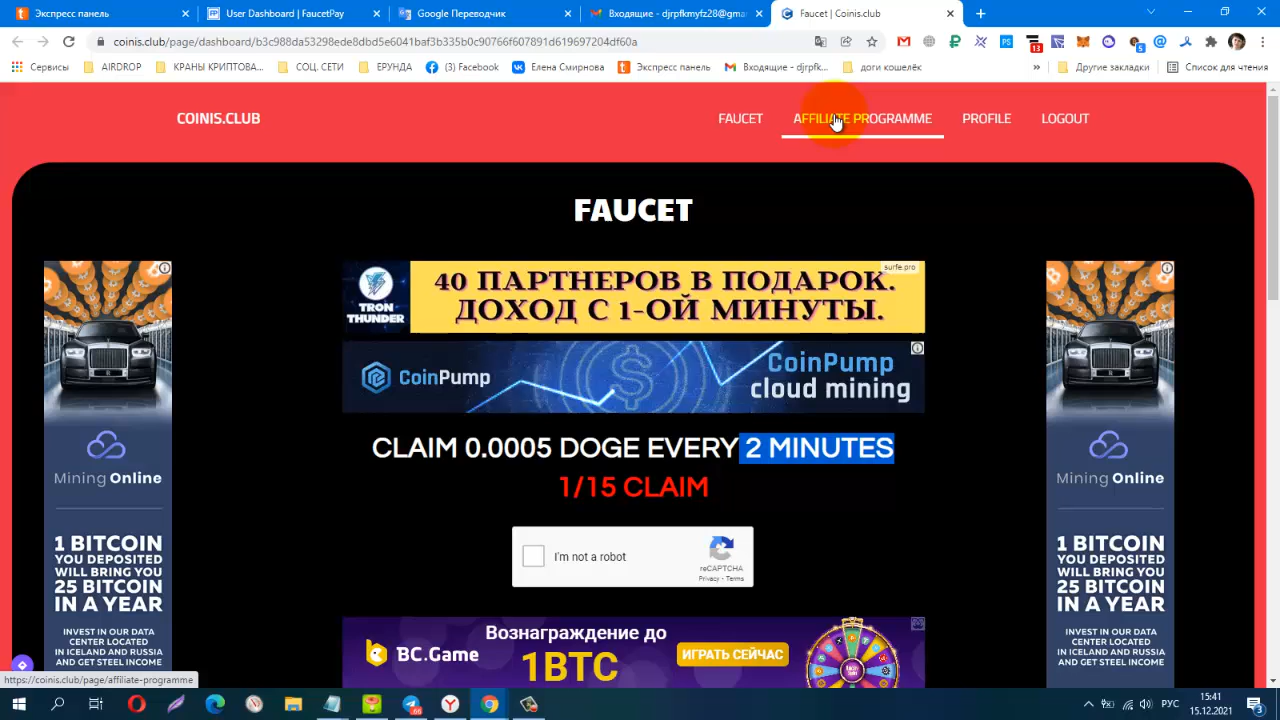 Экспресс панель
User Dashboard | FaucetPay
Google Переводчик
Входящие - djrpfkmyfz28@gma
Faucet | Coinis.club
coinis.club/page/dashboard/b3c988da53298ede8dbd5e6041baf3b335b0c90766f607891d619697204df60a
Сервисы
AIRDROP
КРАНЫ КРИПТОВА...
СОЦ. СЕТИ
ЕРУНДА
(3) Facebook
Елена Смирнова
Экспресс панель
Входящие - djrpfk...
доги кошелёк
»
Другие закладки
Список для чтения
COINIS.CLUB
FAUCET
AFFILIATE PROGRAMME
PROFILE
LOGOUT
FAUCET
TRON
THUNDER
40 ПАРТНЕРОВ В ПОДАРОК.
ДОХОД С 1-ОЙ МИНУТЫ.
surfe.pro
CoinPump
CoinPump
cloud mining
CLAIM 0.0005 DOGE EVERY 2 MINUTES
1/15 CLAIM
I'm not a robot
reCAPTCHA
Privacy - Terms
BC.Game
Вознаграждение до
1BTC
ИГРАТЬ СЕЙЧАС
Mining Online
1 BITCOIN
YOU DEPOSITED
WILL BRING YOU
25 BITCOIN
IN A YEAR
INVEST IN OUR DATA
CENTER LOCATED
IN ICELAND AND RUSSIA
AND GET STEEL INCOME
Mining Online
1 BITCOIN
YOU DEPOSITED
WILL BRING YOU
25 BITCOIN
IN A YEAR
INVEST IN OUR DATA
CENTER LOCATED
IN ICELAND AND RUSSIA
AND GET STEEL INCOME
https://coinis.club/page/affiliate-programme
РУС
15:41
15.12.2021